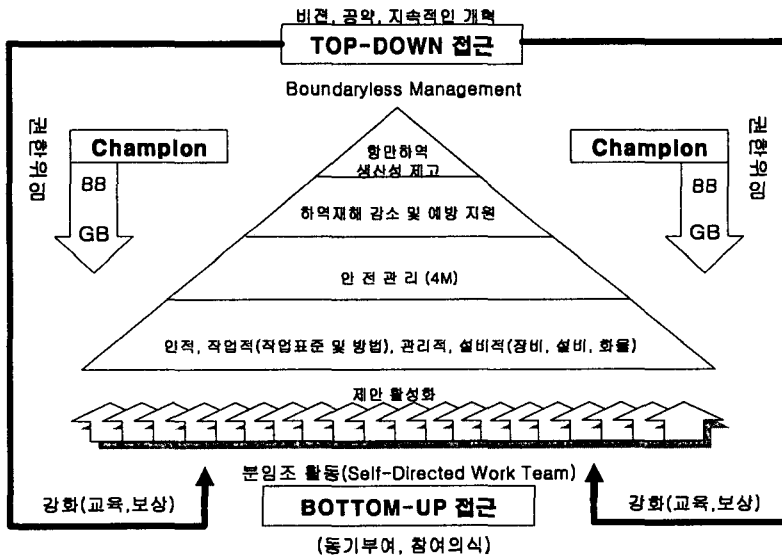 비젼, 공약, 지속적인 개혁
TOP-DOWN 접근
Boundaryless Management
권한위임
Champion
BB
GB
Champion
BB
GB
권한위임
항만하역
생산성 제고
하역재해 감소 및 예방 지원
안 전 관 리 (4M)
인적, 작업적(작업표준 및 방법), 관리적, 설비적(장비, 설비, 화물)
제안 활성화
분임조 활동(Self-Directed Work Team)
강화(교육,보상)
BOTTOM-UP 접근
강화(교육,보상)
(동기부여, 참여의식)